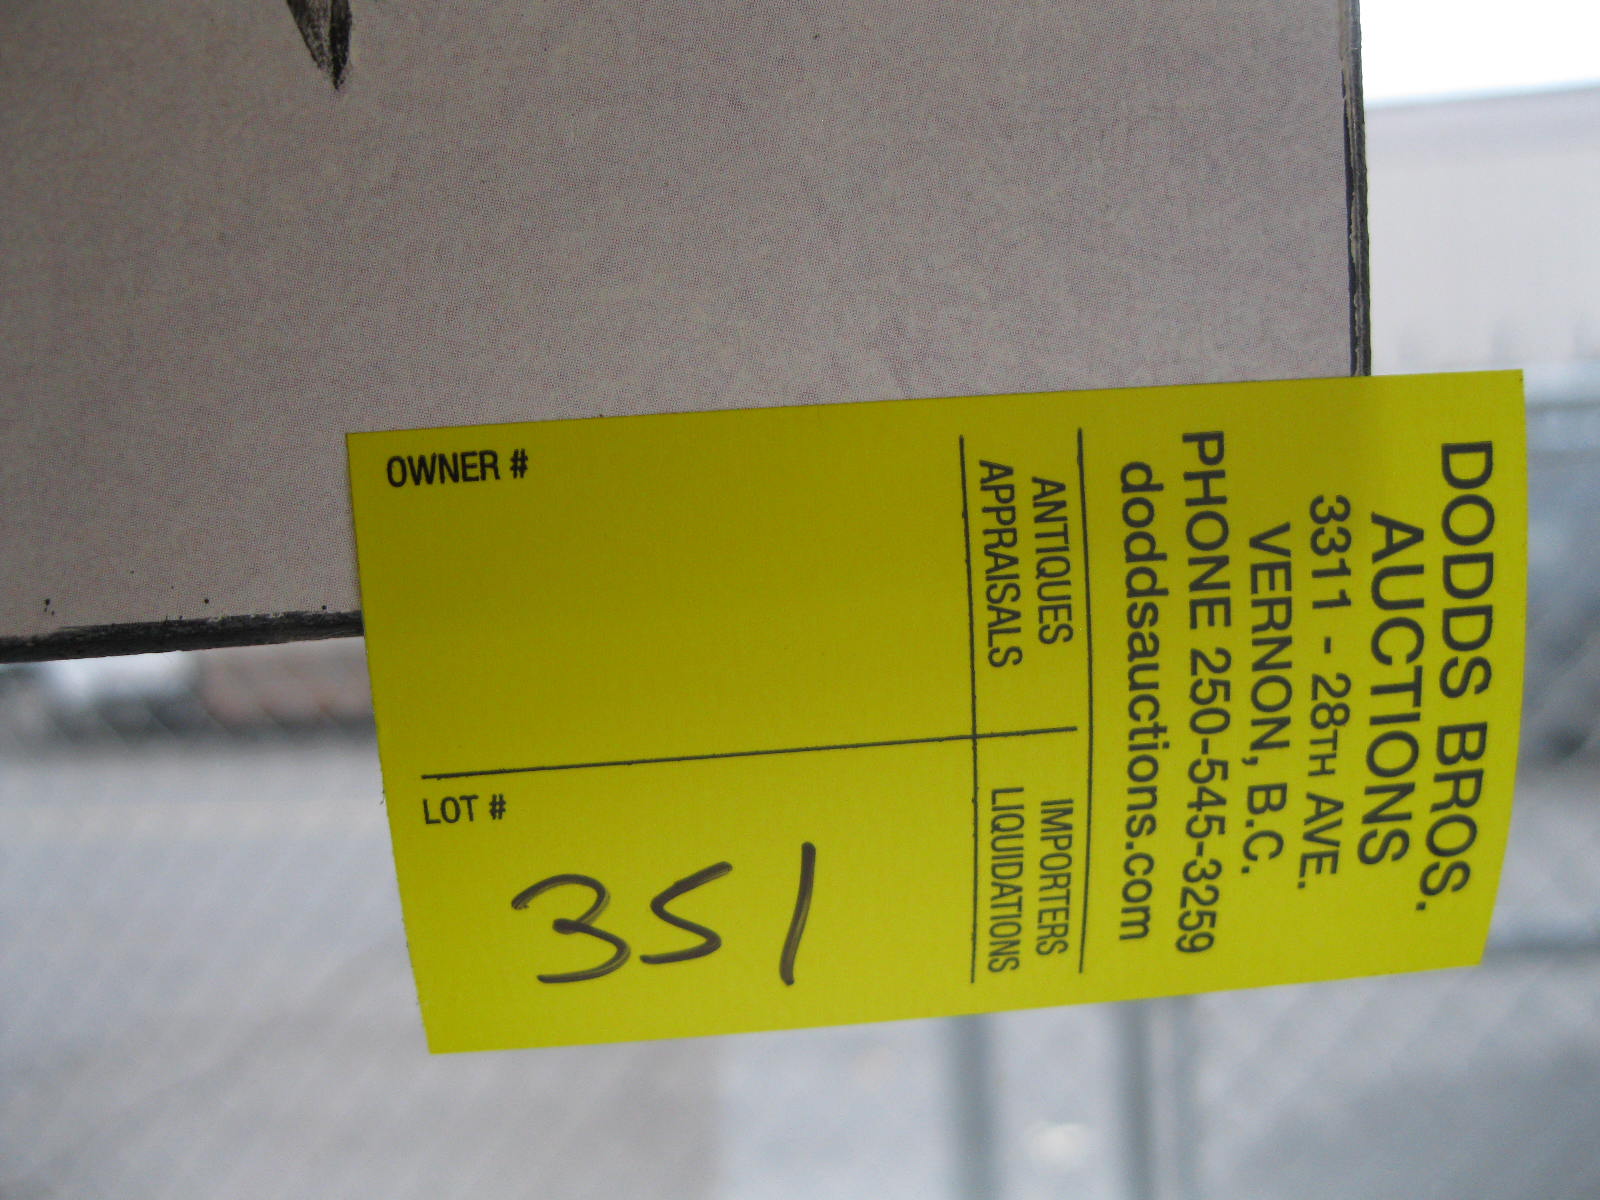 DODDS BROS.
AUCTIONS
3311 - 28TH AVE.
VERNON, B.C.
PHONE 250-545-3259
doddsauctions.com
ANTIQUES
APPRAISALS
IMPORTERS
LIQUIDATIONS
OWNER #
LOT #
351